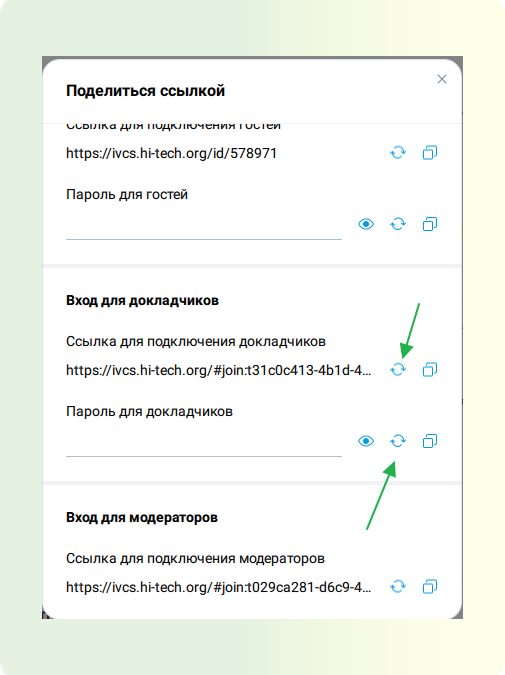 Поделиться ссылкой
Ссылка для подключения гостей
https://ivcs.hi-tech.org/id/578971
Пароль для гостей
Вход для докладчиков
Ссылка для подключения докладчиков
https://ivcs.hi-tech.org/#join:t31c0c413-4b1d-4...
Пароль для докладчиков
Вход для модераторов
Ссылка для подключения модераторов
https://ivcs.hi-tech.org/#join:t029ca281-d6c9-4...